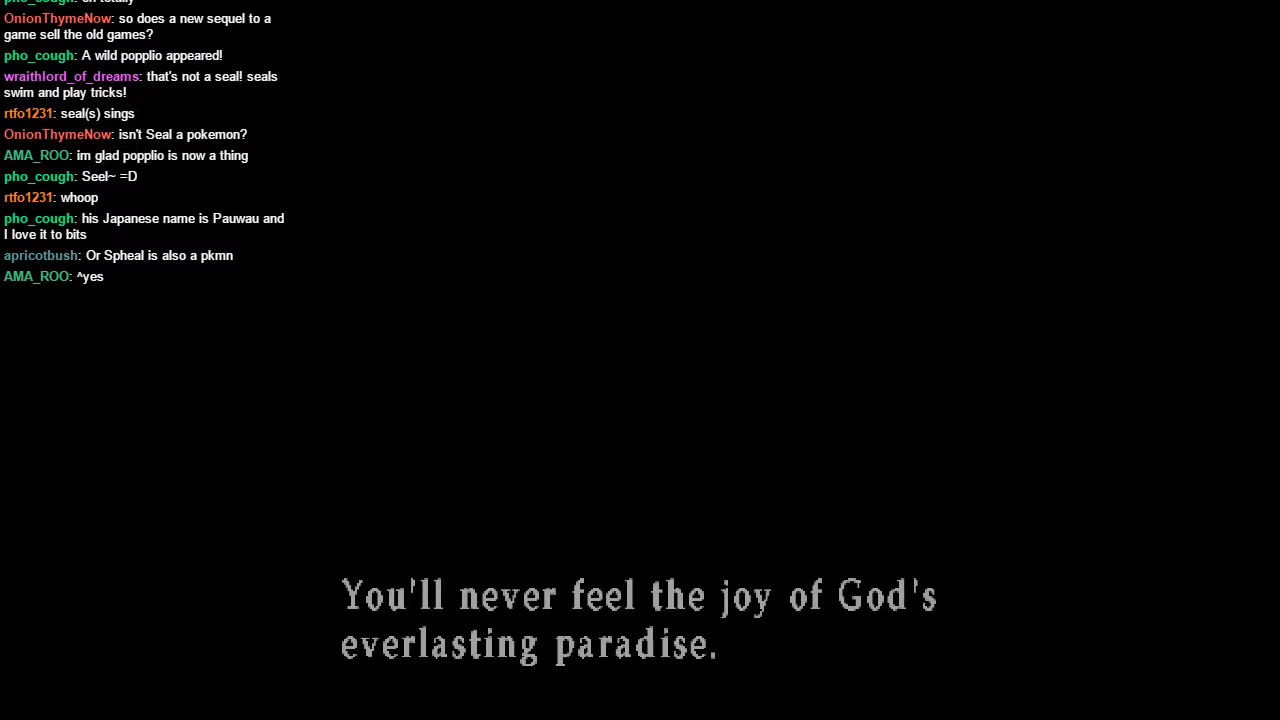 OnionThymeNow: so does a new sequel to a
game sell the old games?
pho_cough: A wild popplio appeared!
wraithlord_of_dreams: that's not a seal! seals
swim and play tricks!
rtfo1231: seal(s) sings
OnionThymeNow: isn't Seal a pokemon?
AMA_ROO: im glad popplio is now a thing
pho_cough: Seel~ =D
rtfo1231: whoop
pho_cough: his Japanese name is Pauwau and
I love it to bits
apricotbush: Or Spheal is also a pkmn
AMA_ROO: ^yes
You'll never feel the joy of God's
everlasting paradise.